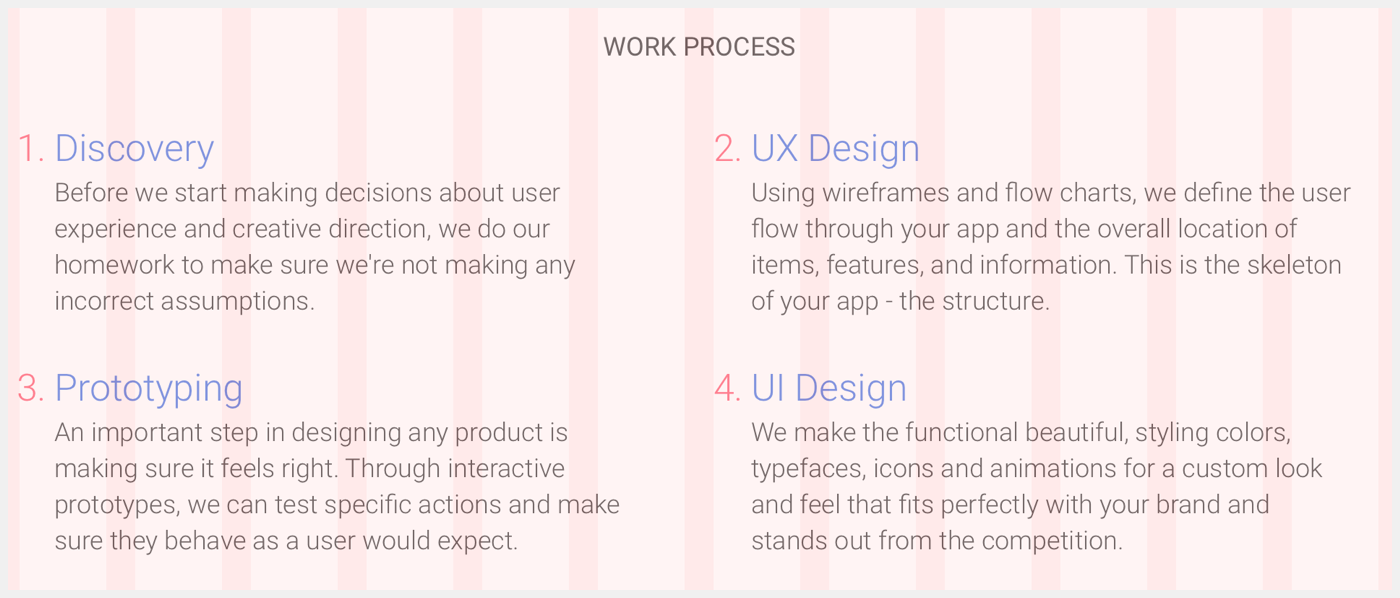 WORK PROCESS
1. Discovery
Before we start making decisions about user
experience and creative direction, we do our
homework to make sure we're not making any
incorrect assumptions.
2. UX Design
Using wireframes and flow charts, we define the user
flow through your app and the overall location of
items, features, and information. This is the skeleton
of your app - the structure.
3. Prototyping
An important step in designing any product is
making sure it feels right. Through interactive
prototypes, we can test specific actions and make
sure they behave as a user would expect.
4. UI Design
We make the functional beautiful, styling colors,
typefaces, icons and animations for a custom look
and feel that fits perfectly with your brand and
stands out from the competition.